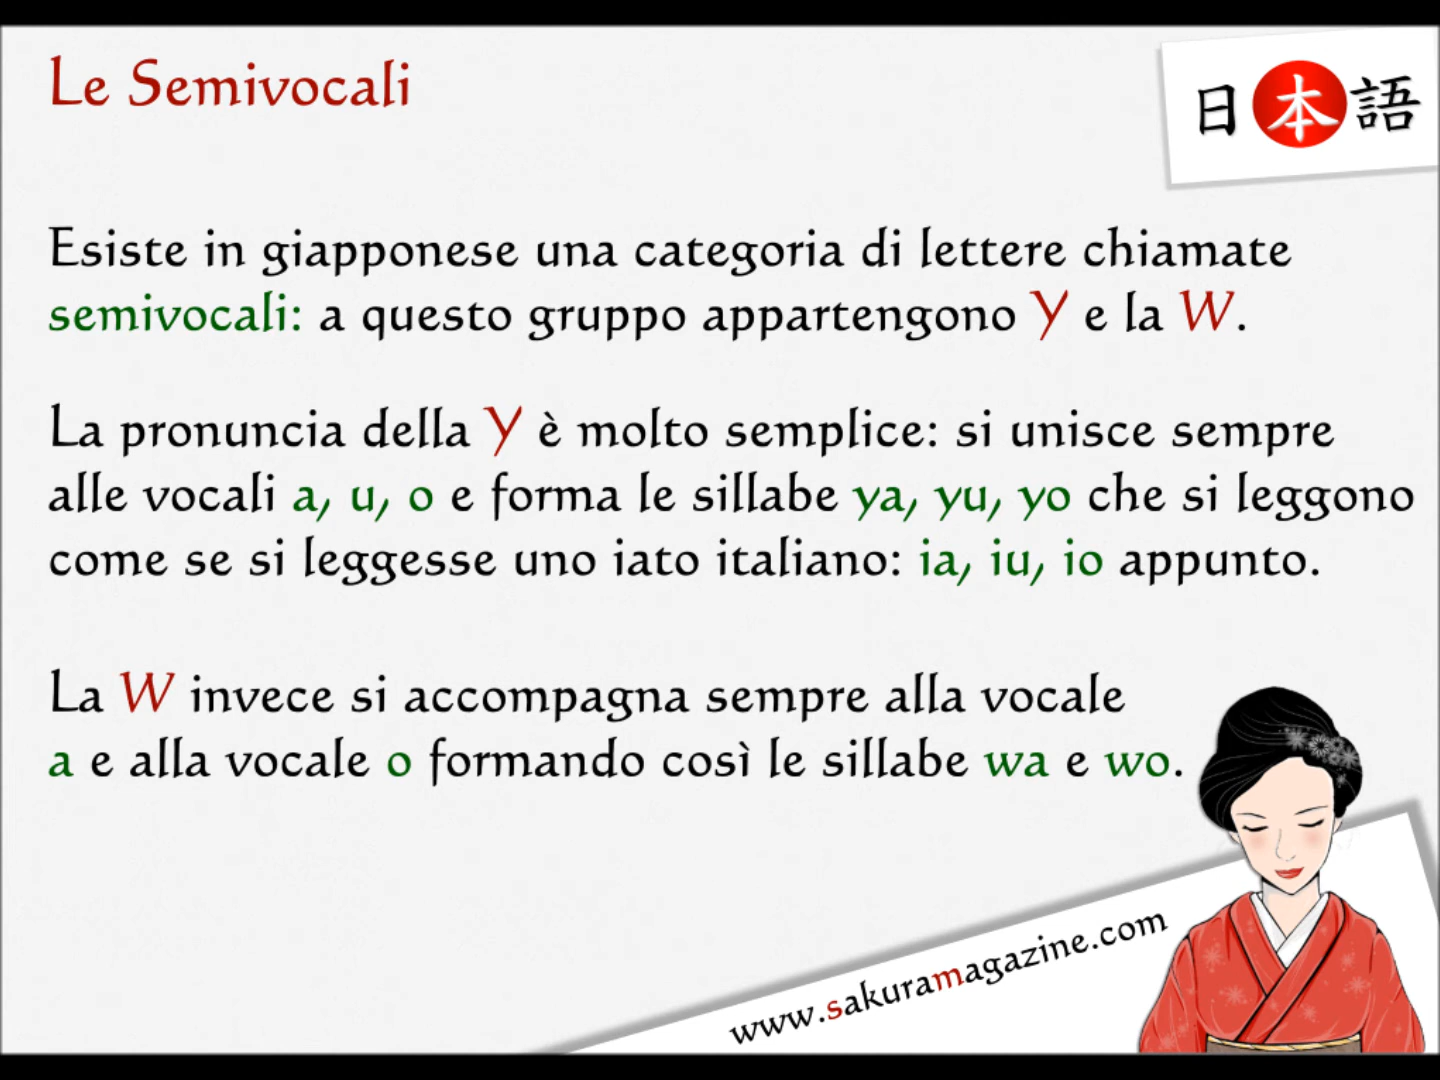 Le Semivocali
日本語
Esiste in giapponese una categoria di lettere chiamate
semivocali: a questo gruppo appartengono Y e la W.
La pronuncia della Y è molto semplice: si unisce sempre
alle vocali a, u, o e forma le sillabe ya, yu, yo che si leggono
come se si leggesse uno iato italiano: ia, iu, io appunto.
La W invece si accompagna sempre alla vocale
a e alla vocale o formando così le sillabe wa e wo.
www.sakuramagazine.com